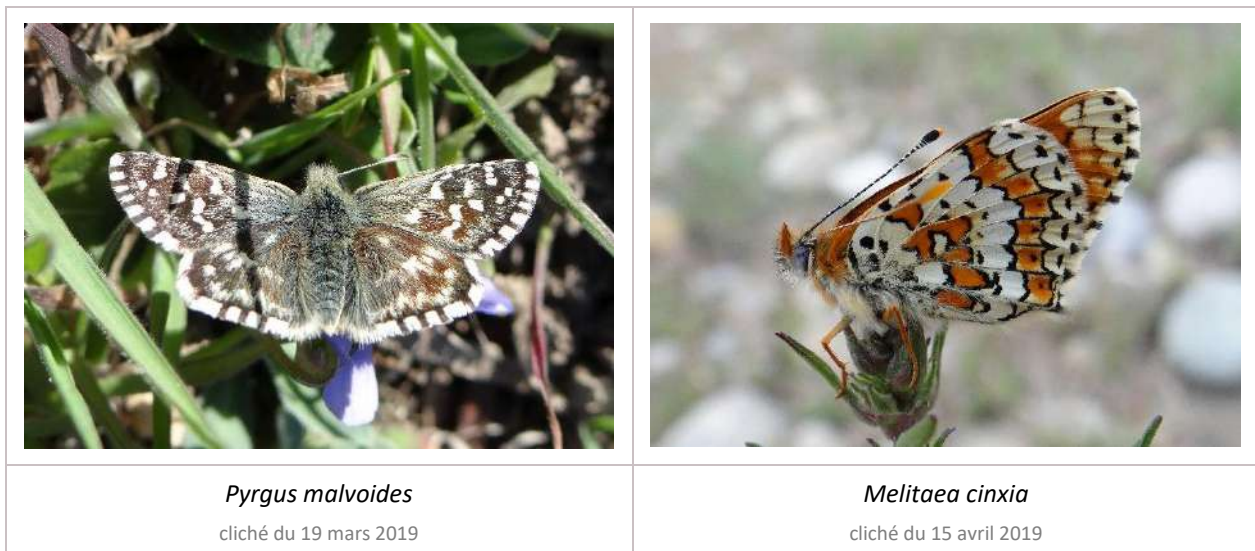 Pyrgus malvoides
cliché du 19 mars 2019
Melitaea cinxia
cliché du 15 avril 2019